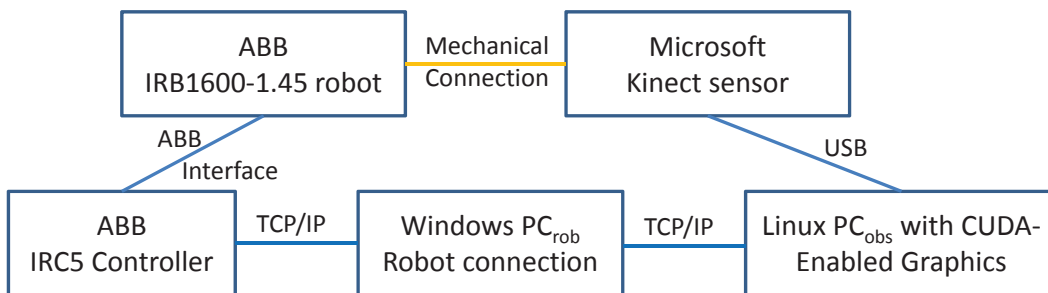 ABB
IRB1600-1.45 robot
Mechanical
Connection
Microsoft
Kinect sensor
ABB
Interface
USB
ABB
IRC5 Controller
TCP/IP
Windows PCrob
Robot connection
TCP/IP
Linux PCobs with CUDA-
Enabled Graphics